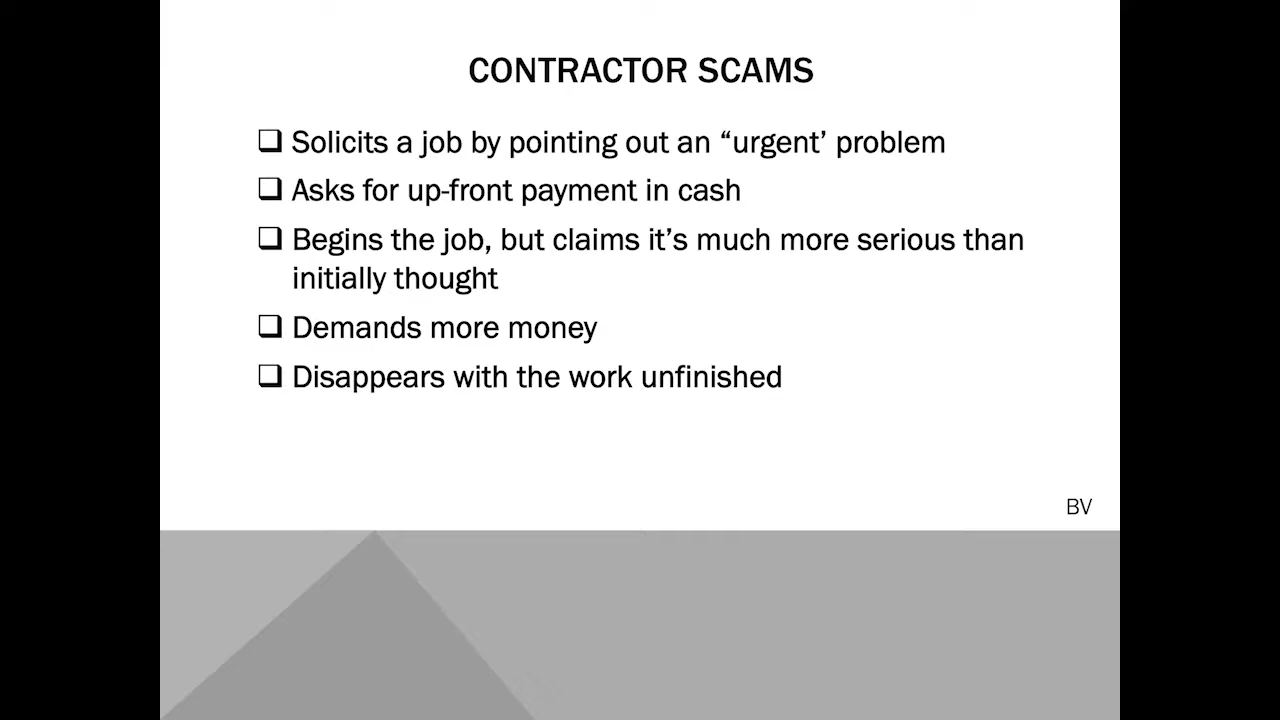 CONTRACTOR SCAMS
❑ Solicits a job by pointing out an “urgent’ problem
❑ Asks for up-front payment in cash
❑ Begins the job, but claims it’s much more serious than
initially thought
❑ Demands more money
❑ Disappears with the work unfinished
BV